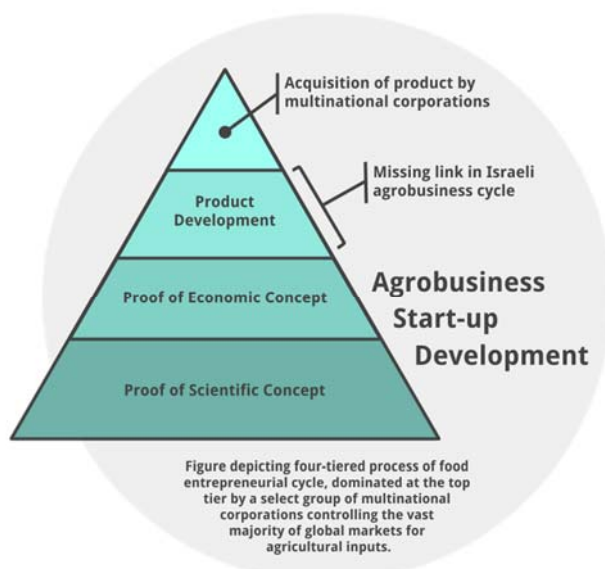 Acquisition of product by
multinational corporations
Missing link in Israeli
agrobusiness cycle
Product
Development
Proof of Economic Concept
Proof of Scientific Concept
Agrobusiness
Start-up
Development
Figure depicting four-tiered process of food
entrepreneurial cycle, dominated at the top
tier by a select group of multinational
corporations controlling the vast
majority of global markets for
agricultural inputs.